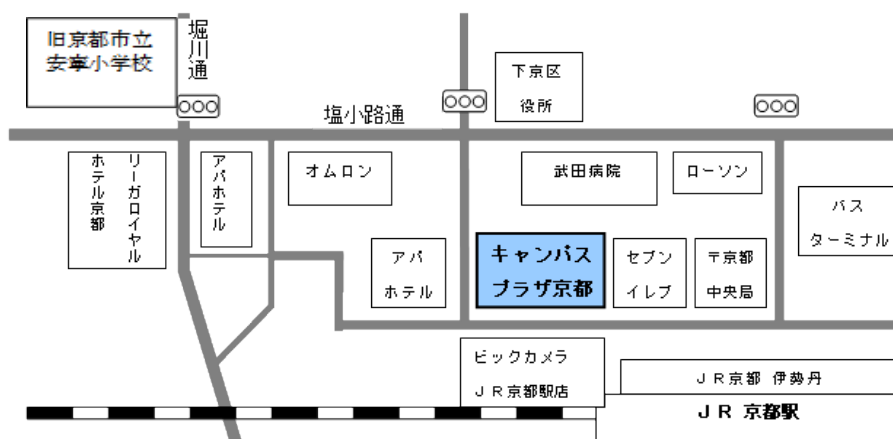 旧京都市立
安寧小学校
堀川通
下京区
役所
塩小路通
リーガロイヤル
ホテル京都
アパホテル
オムロン
武田病院
ローソン
バス
ターミナル
アパ
ホテル
キャンパス
プラザ京都
セブン
イレブ
〒京都
中央局
ビックカメラ
ＪＲ京都駅店
ＪＲ京都 伊勢丹
ＪＲ 京都駅